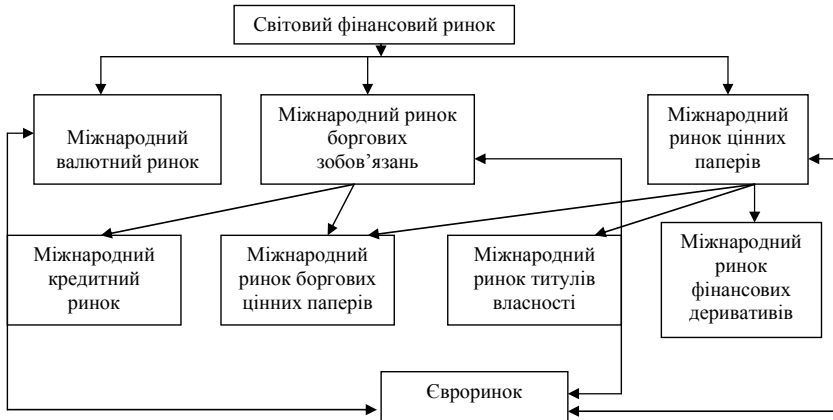 Світовий фінансовий ринок
Міжнародний
валютний ринок
Міжнародний ринок
боргових
зобов’язань
Міжнародний
ринок цінних
паперів
Міжнародний
кредитний
ринок
Міжнародний
ринок боргових
цінних паперів
Міжнародний
ринок титулів
власності
Міжнародний
ринок
фінансових
деривативів
Євроринок